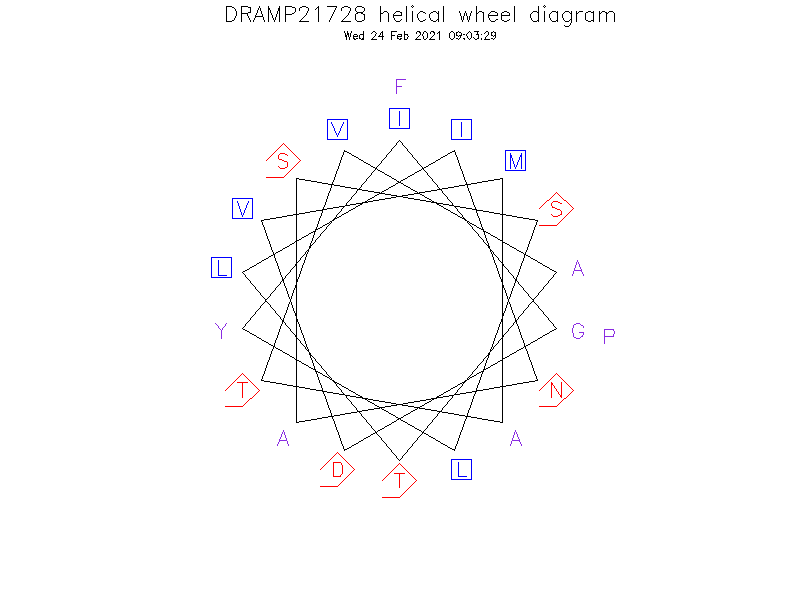 DRAMP21728 helical wheel diagram
Wed 24 Feb 2021 09:03:29
F
V I I
S M
V S
L A
Y G P
T N
A A
D T L